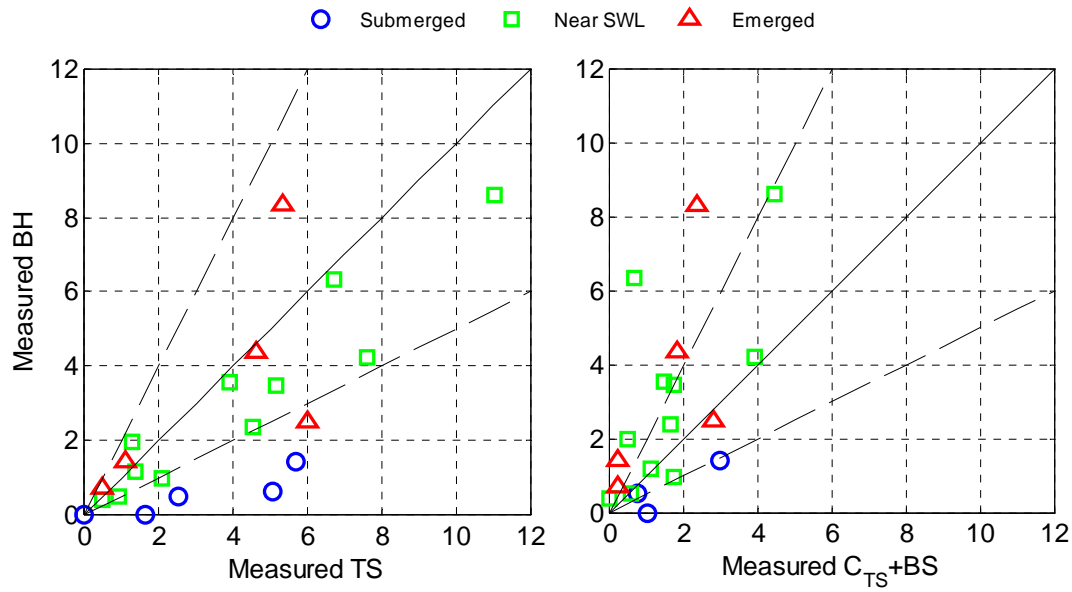 Submerged Near SWL Emerged
12 12
10 10
8 8
6 6
4 4
2 2
0 0
0 2 4 6 8 10 12 0 2 4 6 8 10 12
Measured BH
Measured TS Measured C_TS+BS